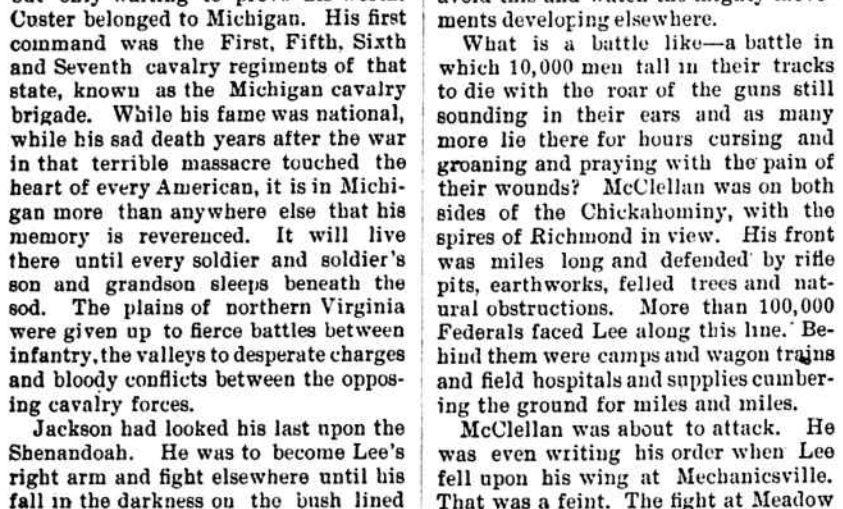 but only waiting to prove his
Custer belonged to Michigan. His first
command was the First, Fifth, Sixth
and Seventh cavalry regiments of that
state, known as the Michigan cavalry
brigade. While his fame was national,
while his sad death years after the war
in that terrible massacre touched the
heart of every American, it is in Michi-
gan more than anywhere else that his
memory is reverenced. It will live
there until every soldier and soldier's
son and grandson sleeps beneath the
sod. The plains of northern Virginia
were given up to fierce battles between
infantry, the valleys to desperate charges
and bloody conflicts between the oppos-
ing cavalry forces.
Jackson had looked his last upon the
Shenandoah. He was to become Lee's
right arm and fight elsewhere until his
fall in the darkness on the bush lined
avoid this and watch the mighty move-
ments developing elsewhere.
What is a battle like—a battle in
which 10,000 men fall in their tracks
to die with the roar of the guns still
sounding in their ears and as many
more lie there for hours cursing and
groaning and praying with the pain of
their wounds? McClellan was on both
sides of the Chickahominy, with the
spires of Richmond in view. His front
was miles long and defended by rifle
pits, earthworks, felled trees and nat-
ural obstructions. More than 100,000
Federals faced Lee along this line. Be-
hind them were camps and wagon trains
and field hospitals and supplies cumber-
ing the ground for miles and miles.
McClellan was about to attack. He
was even writing his order when Lee
fell upon his wing at Mechanicsville.
That was a feint. The fight at Meadow